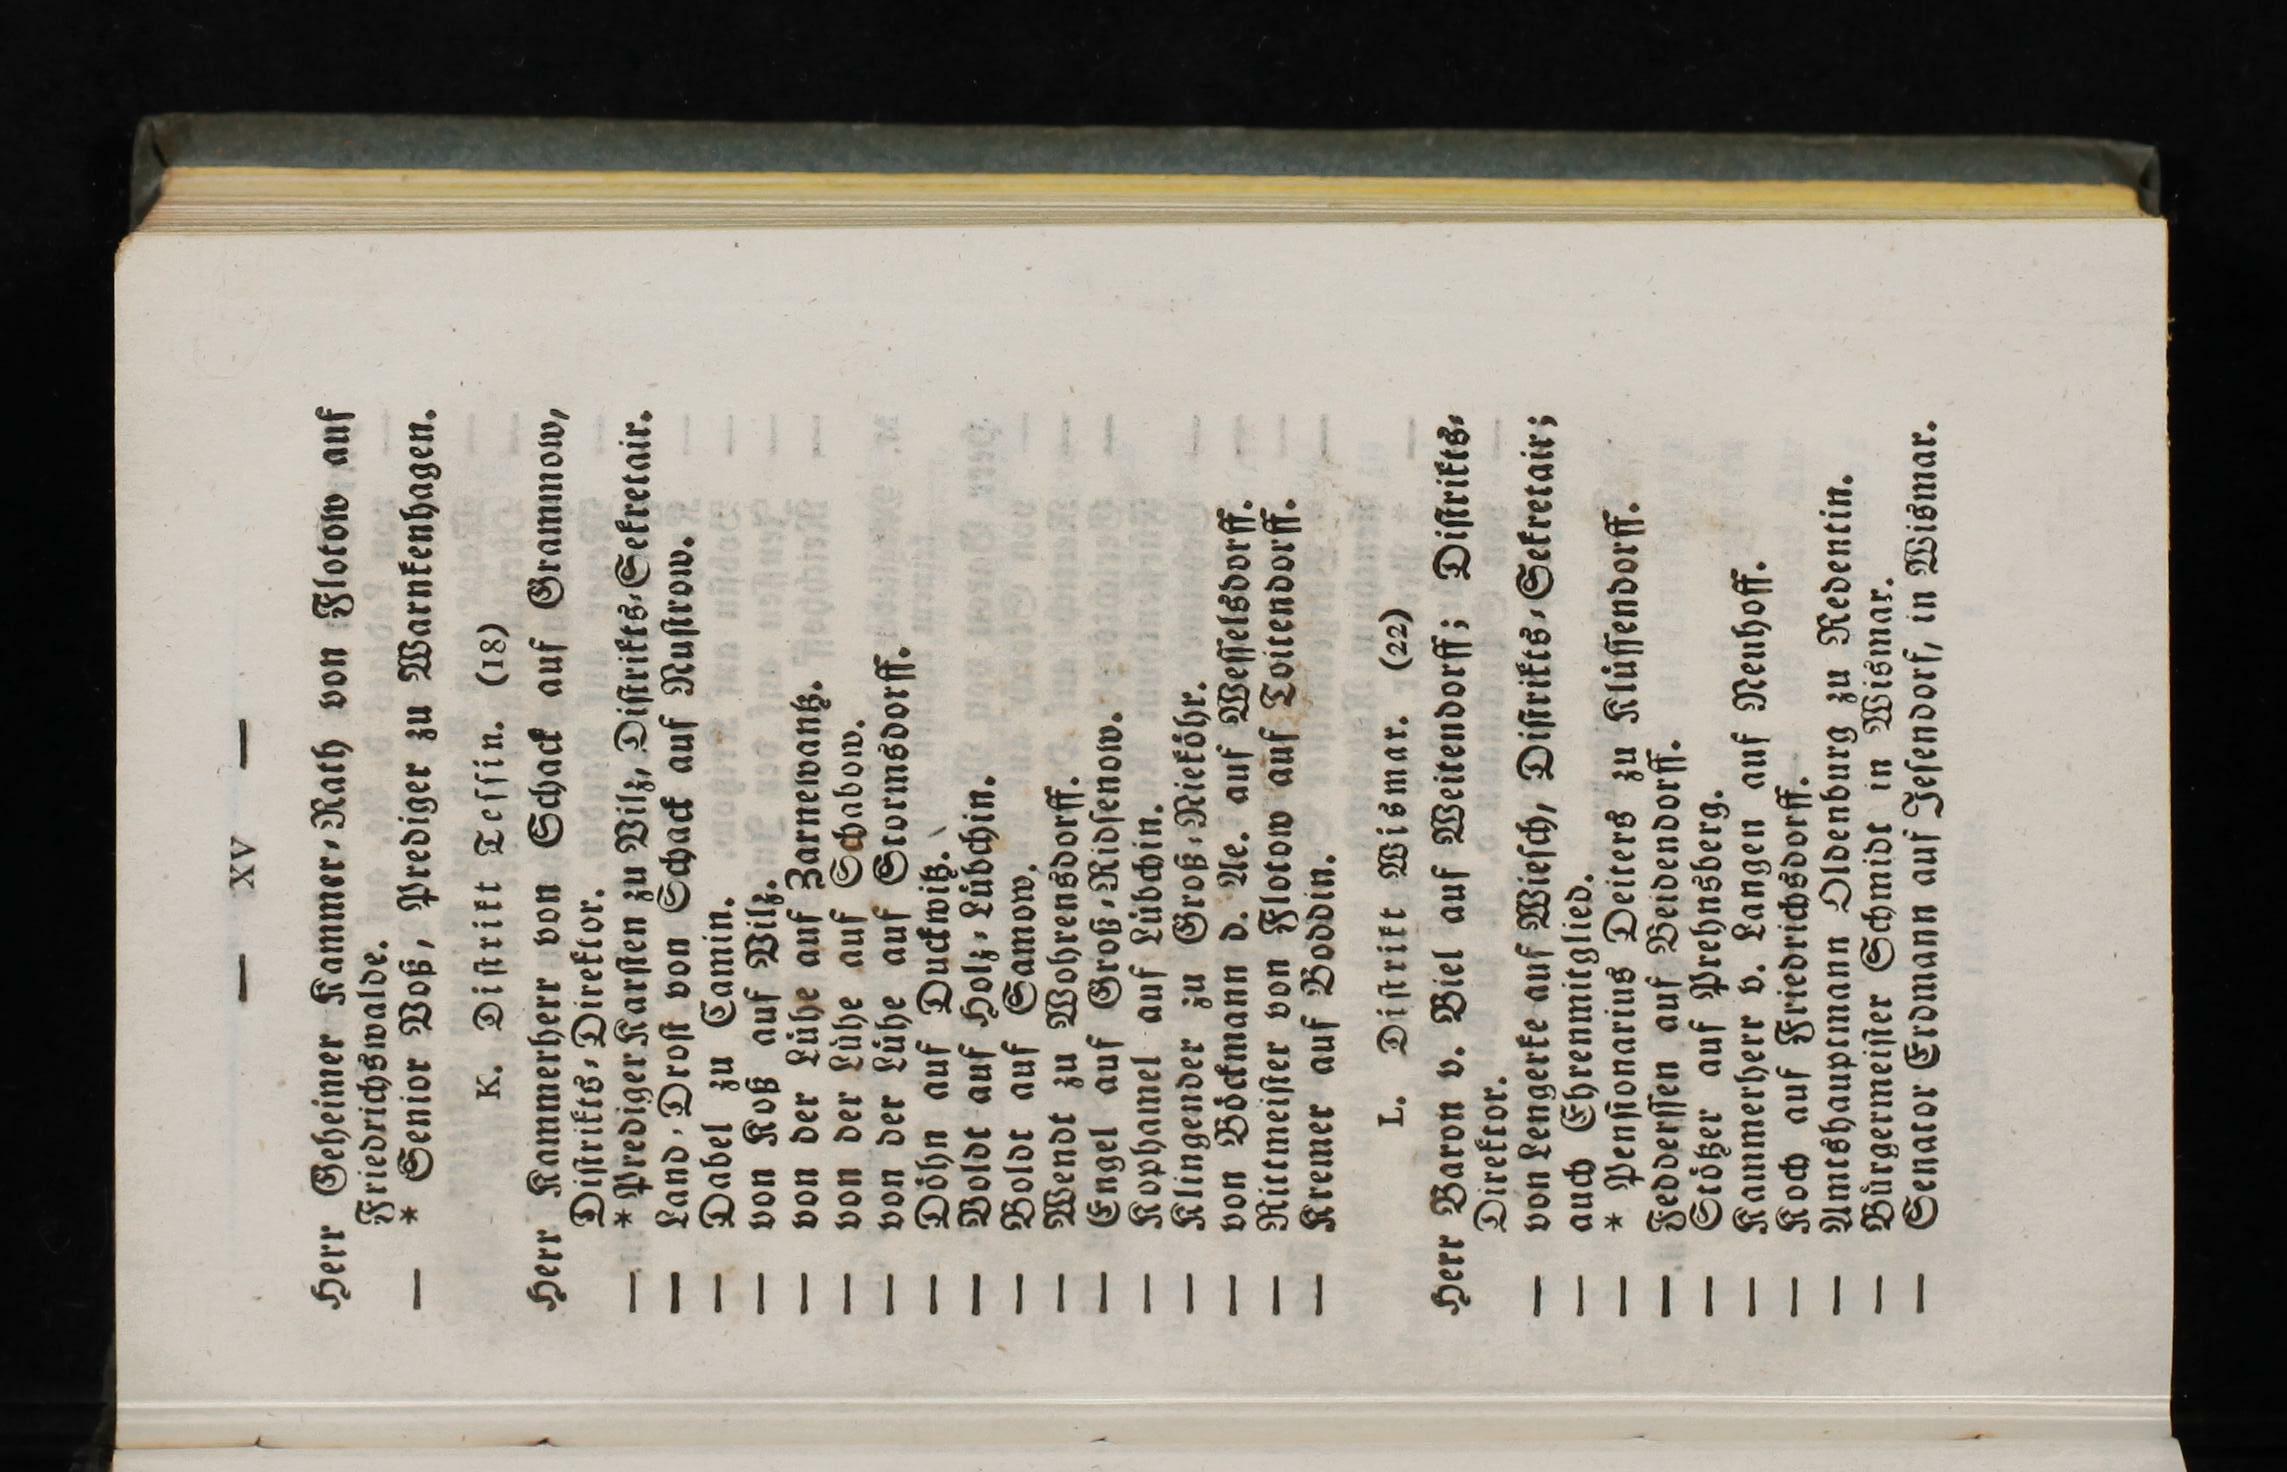 — XV —
Herr Geheimer Kammer-Rath von Flotow auf
Friedrichswalde.
— * Senior Voß, Prediger zu Warnkenhagen.
K. Distrikt Tessin. (18)
Herr Kammerherr von Schack auf Grammow,
Distrikts-Direktor.
— * Prediger Karsten zu Vilz, Distrikts-Sekretair.
— Land-Drost von Schack auf Nustrow.
— Dabel zu Camin.
— von Koß auf Vilz.
— von der Lühe auf Zarnewantz.
— von der Lühe auf Schabow.
— von der Lühe auf Stormsdorff.
— Döhn auf Duckwitz.
— Boldt auf Holz-Lübchin.
— Boldt auf Samow.
— Wendt zu Wohrensdorff.
— Engel auf Groß-Ridsenow.
— Kophamel auf Lübchin.
— Klingender zu Groß-Nieköhr.
— von Böckmann d. Ae. auf Wesselsdorff.
— Rittmeister von Flotow auf Toitendorff.
— Kremer auf Boddin.
L. Distrikt Wismar. (22)
Herr Baron v. Biel auf Weitendorff; Distrikts-
Direktor.
— von Lengerke auf Wiesch, Distrikts-Sekretair;
— auch Ehrenmitglied.
— * Pensionarius Deiters zu Klüssendorff.
— Fedderssen auf Beidendorff.
— Stötzer auf Prehnsberg.
— Kammerherr v. Langen auf Neuhoff.
— Koch auf Friedrichsdorff.
— Amtshauptmann Oldenburg zu Redentin.
— Bürgermeister Schmidt in Wismar.
— Senator Erdmann auf Jesendorf, in Wismar.